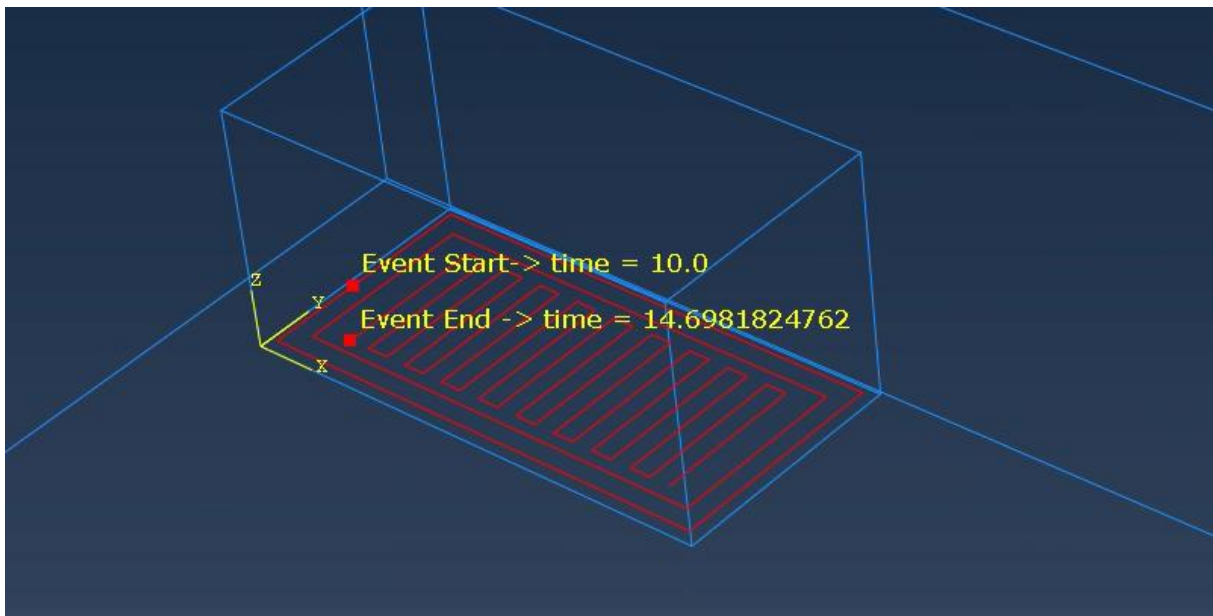 Event Start-> time = 10.0
Z
Y
Event End -> time = 14.6981824762
X